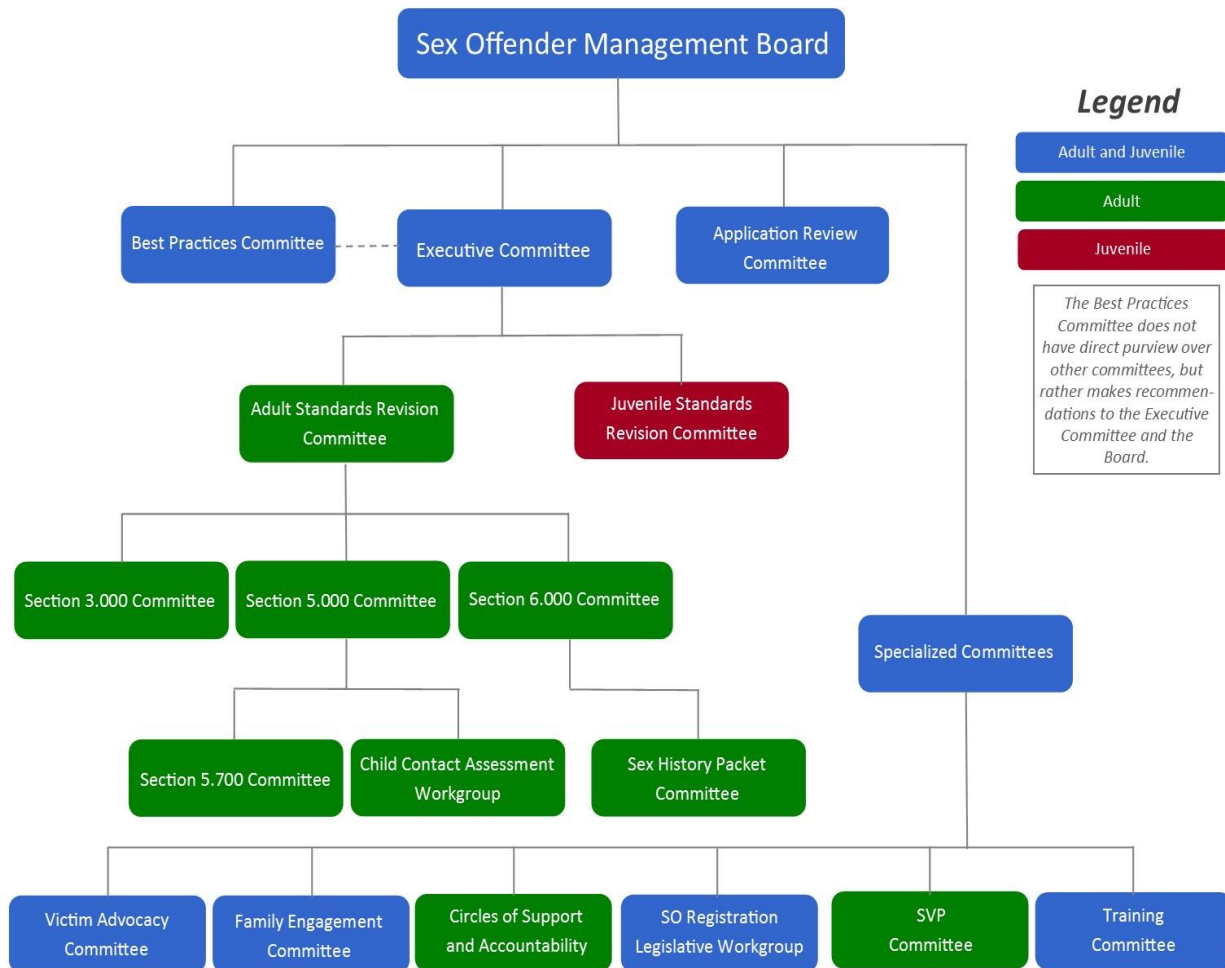 Sex Offender Management Board
Legend
Adult and Juvenile
Adult
Juvenile
The Best Practices
Committee does not
have direct purview over
other committees, but
rather makes recommen-
dations to the Executive
Committee and the
Board.
Best Practices Committee
Executive Committee
Application Review
Committee
Adult Standards Revision
Committee
Juvenile Standards
Revision Committee
Section 3.000 Committee
Section 5.000 Committee
Section 6.000 Committee
Specialized Committees
Section 5.700 Committee
Child Contact Assessment
Workgroup
Sex History Packet
Committee
Victim Advocacy
Committee
Family Engagement
Committee
Circles of Support
and Accountability
SO Registration
Legislative Workgroup
SVP
Committee
Training
Committee